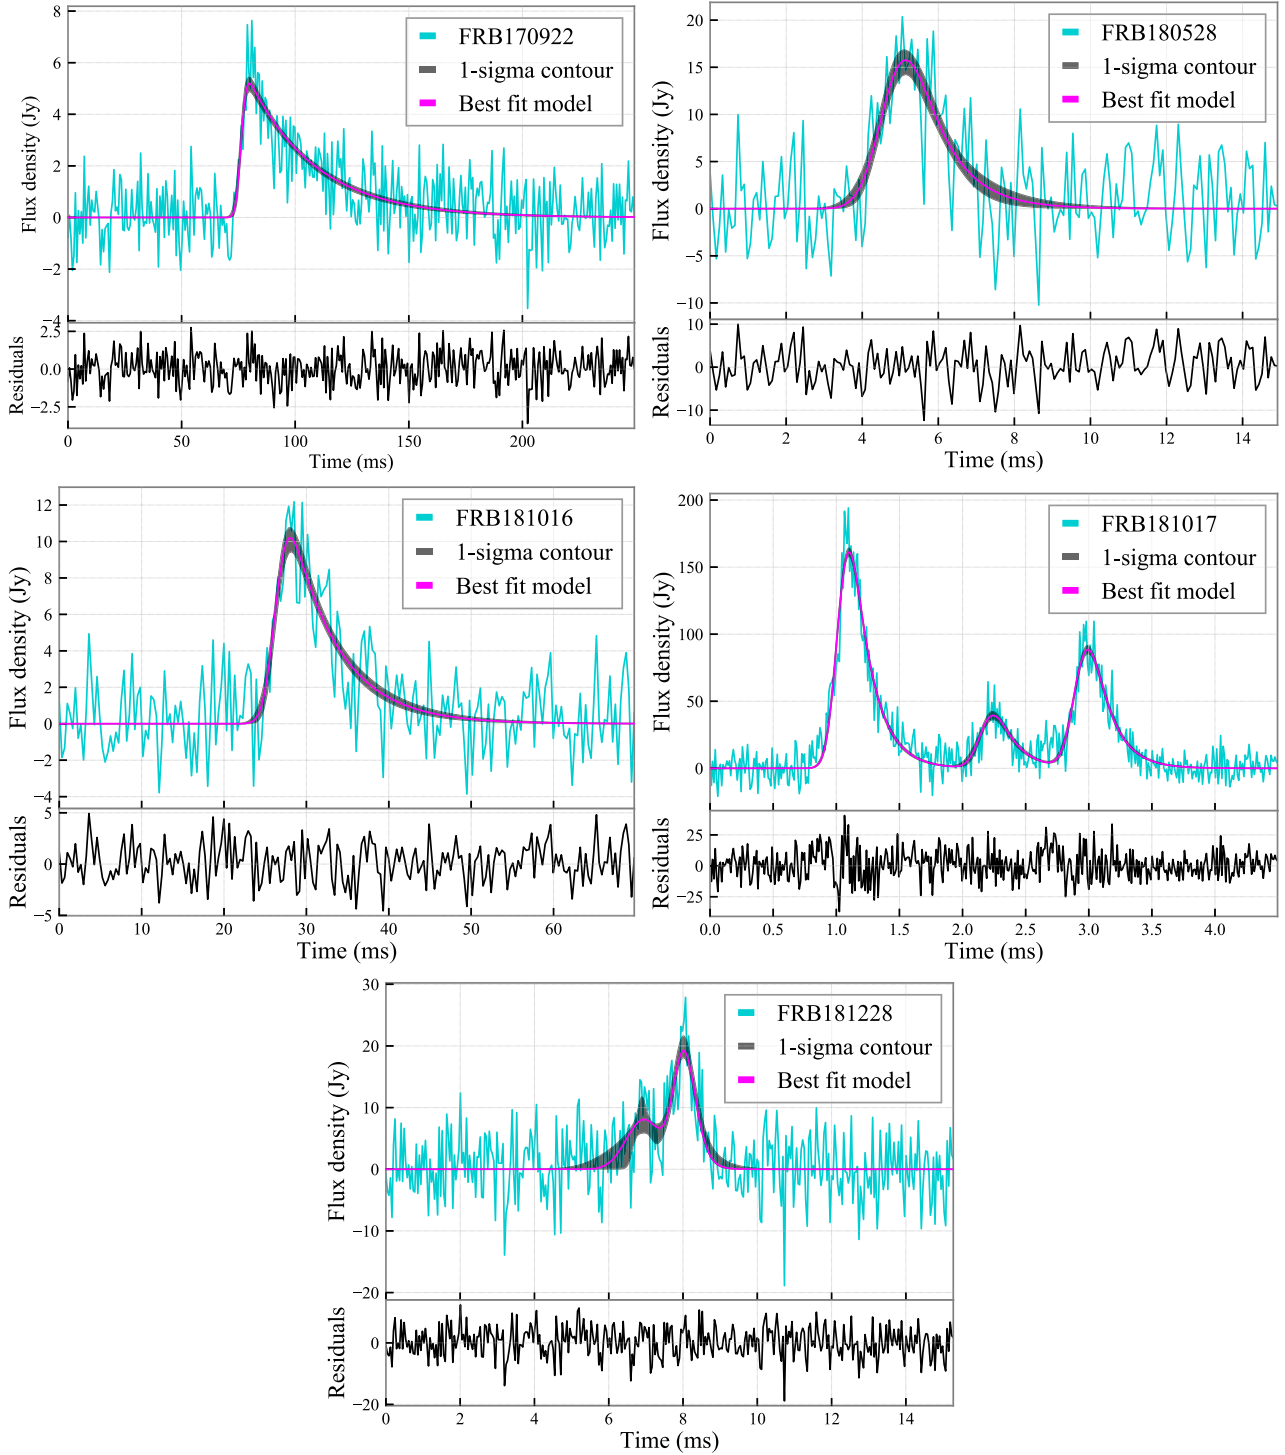 FRB170922
1-sigma contour
Best fit model
Flux density (Jy)
8
6
4
2
0
−2
−4
Residuals
2.5
0.0
−2.5
0 50 100 150 200
Time (ms)
FRB180528
1-sigma contour
Best fit model
Flux density (Jy)
20
15
10
5
0
−5
−10
Residuals
10
0
−10
0 2 4 6 8 10 12 14
Time (ms)
FRB181016
1-sigma contour
Best fit model
Flux density (Jy)
12
10
8
6
4
2
0
−2
−4
Residuals
5
0
−5
0 10 20 30 40 50 60
Time (ms)
FRB181017
1-sigma contour
Best fit model
Flux density (Jy)
200
150
100
50
0
Residuals
25
0
−25
0.0 0.5 1.0 1.5 2.0 2.5 3.0 3.5 4.0
Time (ms)
FRB181228
1-sigma contour
Best fit model
Flux density (Jy)
30
20
10
0
−10
−20
Residuals
0
−20
0 2 4 6 8 10 12 14
Time (ms)